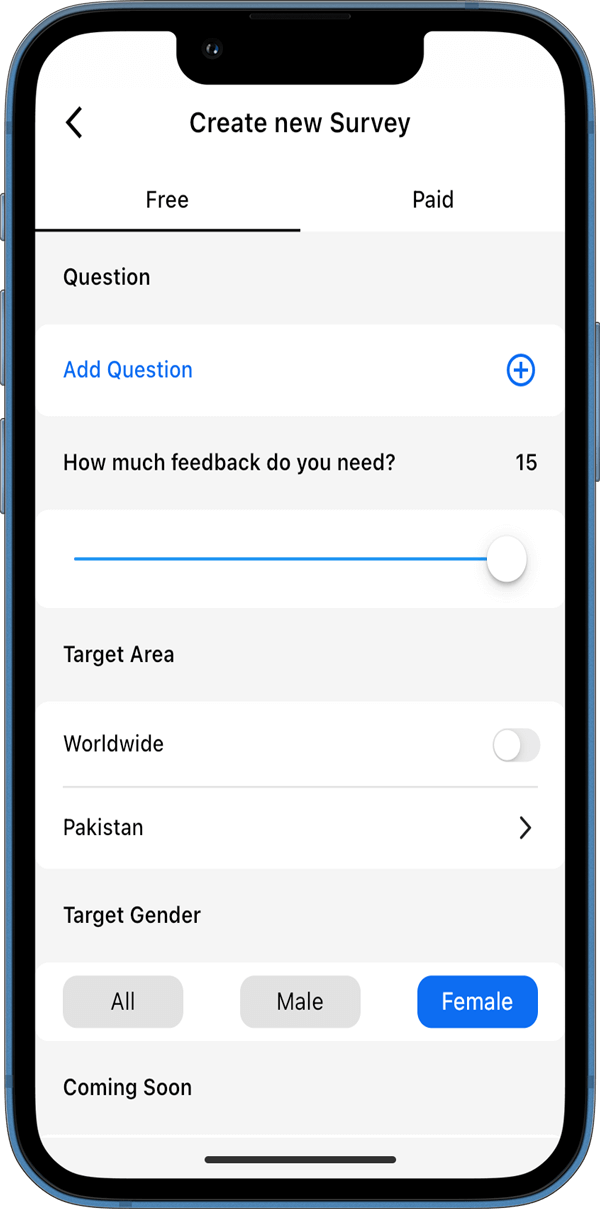 Create new Survey
Free Paid
Question
Add Question
How much feedback do you need? 15
Target Area
Worldwide
Pakistan
Target Gender
All Male Female
Coming Soon